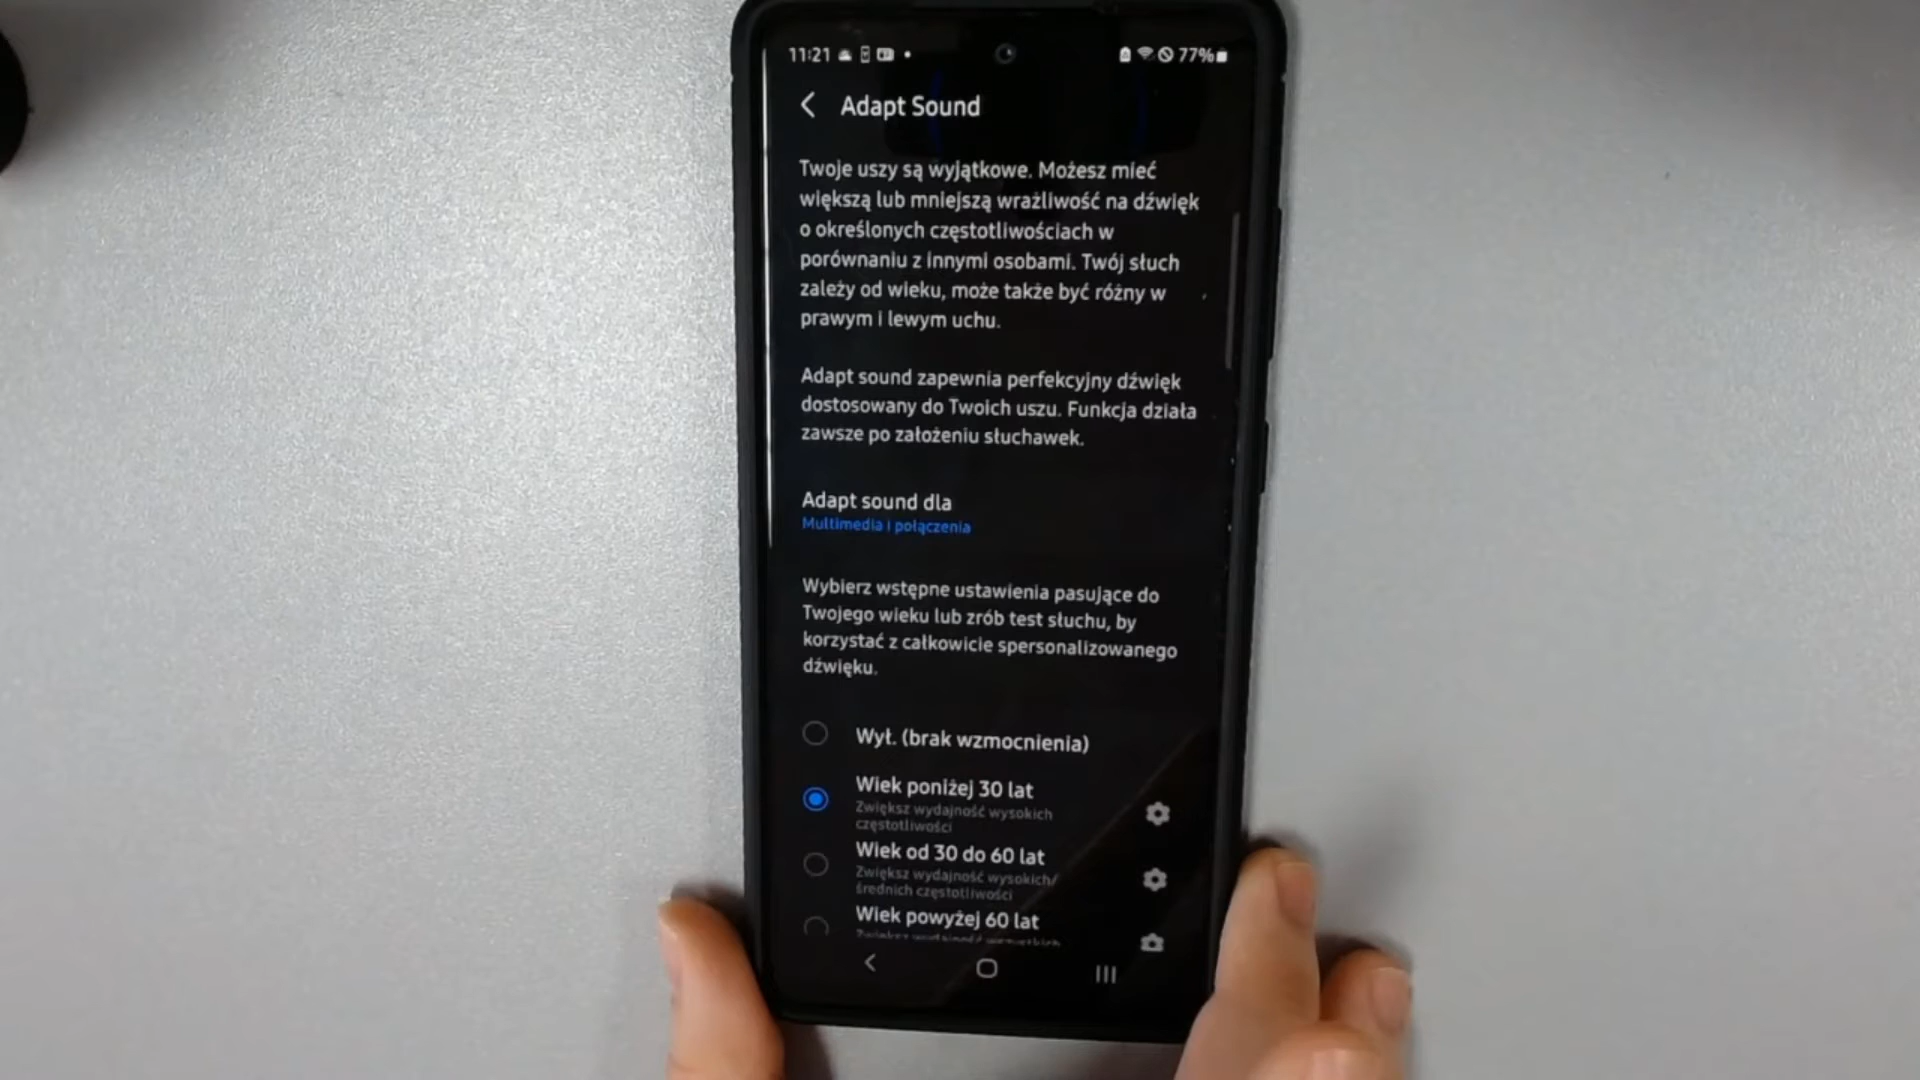 11:21
77%
Adapt Sound
Twoje uszy są wyjątkowe. Możesz mieć
większą lub mniejszą wrażliwość na dźwięk
o określonych częstotliwościach w
porównaniu z innymi osobami. Twój słuch
zależy od wieku, może także być różny w
prawym i lewym uchu.
Adapt sound zapewnia perfekcyjny dźwięk
dostosowany do Twoich uszu. Funkcja działa
zawsze po założeniu słuchawek.
Adapt sound dla
Multimedia i połączenia
Wybierz wstępne ustawienia pasujące do
Twojego wieku lub zrób test słuchu, by
korzystać z całkowicie spersonalizowanego
dźwięku.
Wył. (brak wzmocnienia)
Wiek poniżej 30 lat
Zwiększ wydajność wysokich
częstotliwości
Wiek od 30 do 60 lat
Zwiększ wydajność wysokich/
średnich częstotliwości
Wiek powyżej 60 lat
Zwiększ wydajność wszystkich